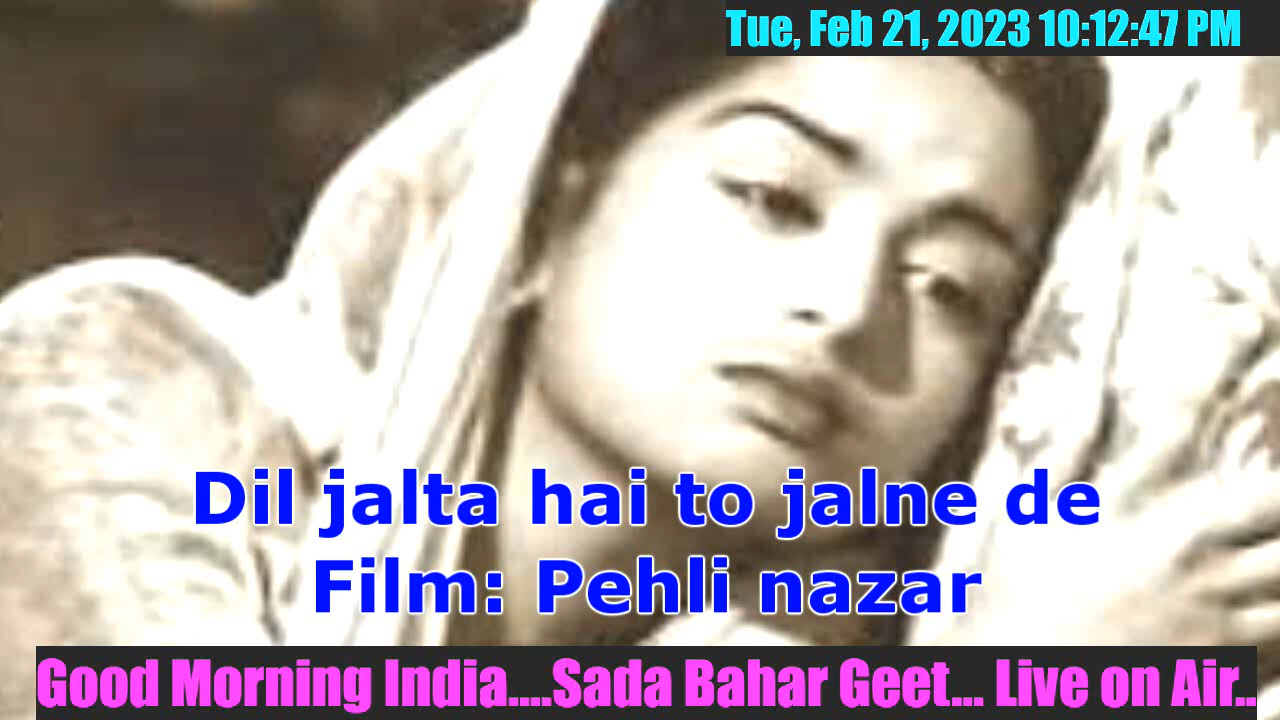 Tue, Feb 21, 2023 10:12:47 PM
Dil jalta hai to jalne de
Film: Pehli nazar
Good Morning India....Sada Bahar Geet... Live on Air..